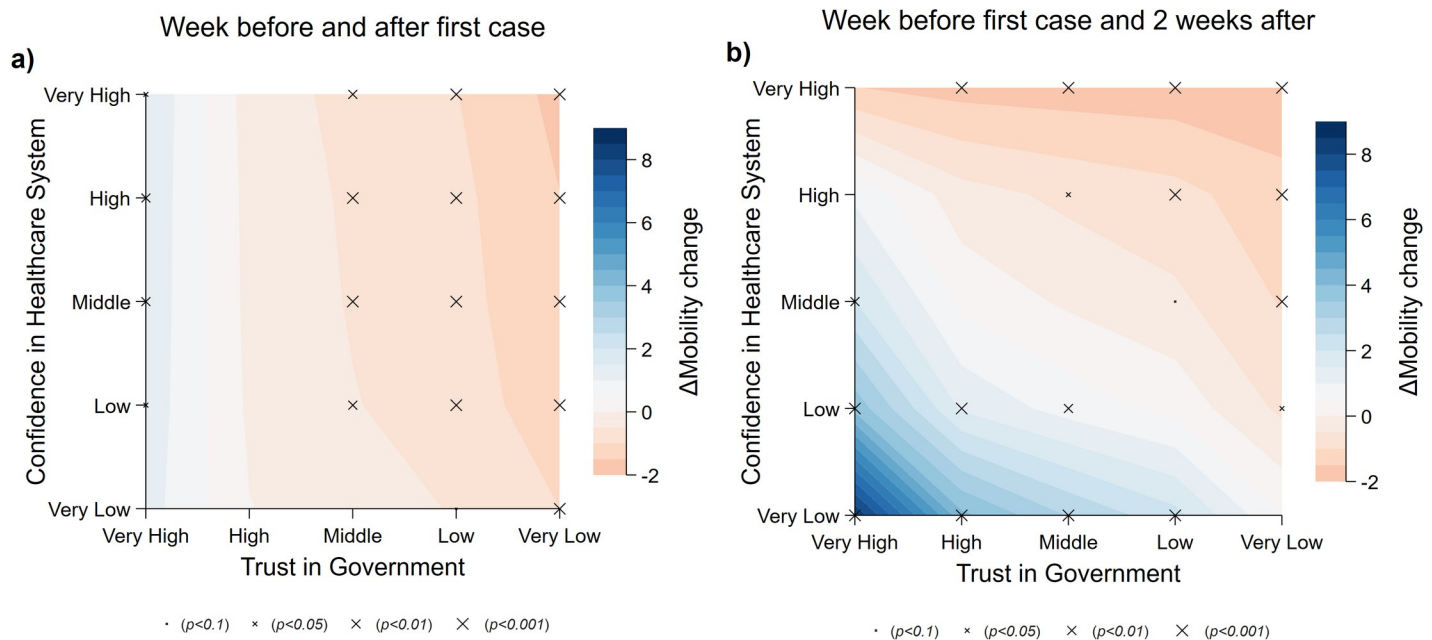 Week before and after first case
a)
Confidence in Healthcare System
Very High
High
Middle
Low
Very Low
Very High
High
Middle
Low
Very Low
Trust in Government
8
6
4
2
0
-2
ΔMobility change
(p<0.1)
(p<0.05)
(p<0.01)
(p<0.001)
Week before first case and 2 weeks after
b)
Confidence in Healthcare System
Very High
High
Middle
Low
Very Low
Very High
High
Middle
Low
Very Low
Trust in Government
8
6
4
2
0
-2
ΔMobility change
(p<0.1)
(p<0.05)
(p<0.01)
(p<0.001)